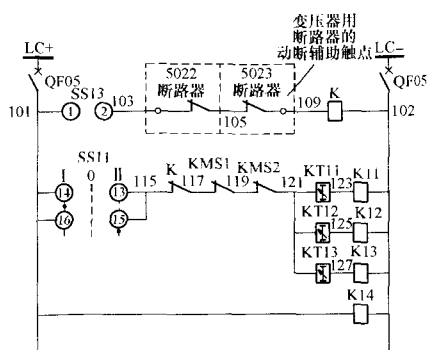 变压器用
断路器的
动断辅助触点
LC+
LC-
QF05
QF05
5022
断路器
5023
断路器
SS13
101
1
2
103
105
109
K
102
SS11
I
0
II
14
13
16
15
115
K
117
KMS1
119
KMS2
121
KT11
123
K11
KT12
125
K12
KT13
127
K13
K14